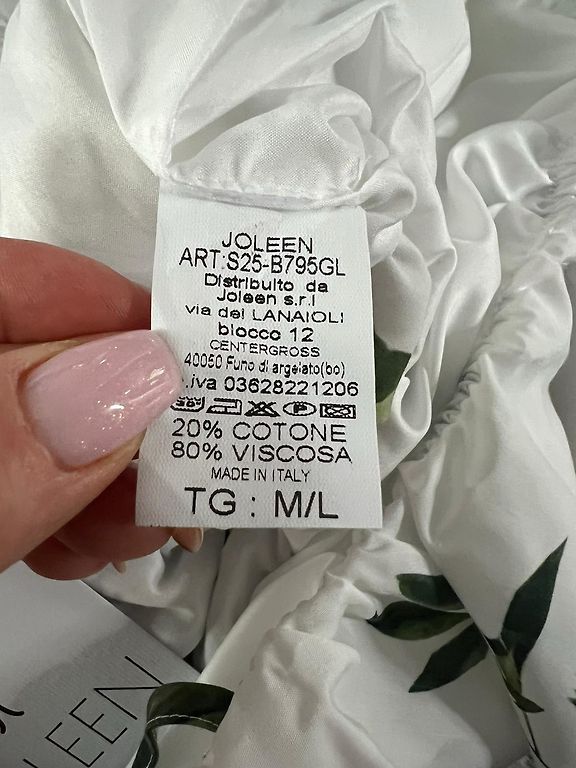 JOLEEN
ART:S25-B795GL
Distribuito da
Joleen s.r.l
via dei LANAIOLI
blocco 12
CENTERGROSS
40050 Funo di argelato(bo)
.iva 03628221206
20% COTONE
80% VISCOSA
MADE IN ITALY
TG : M/L
LEEN